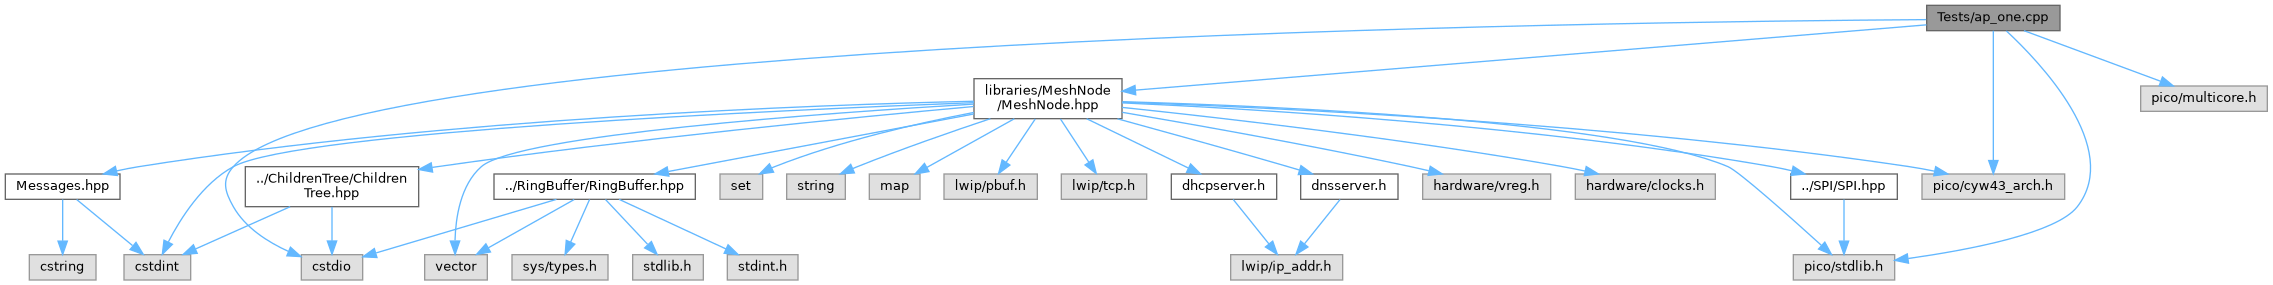 Tests/ap_one.cpp
libraries/MeshNode
/MeshNode.hpp
pico/multicore.h
Messages.hpp
../ChildrenTree/Children
Tree.hpp
../RingBuffer/RingBuffer.hpp
set
string
map
lwip/pbuf.h
lwip/tcp.h
dhcpserver.h
dnsserver.h
hardware/vreg.h
hardware/clocks.h
../SPI/SPI.hpp
pico/cyw43_arch.h
cstring
cstdint
cstdio
vector
sys/types.h
stdlib.h
stdint.h
lwip/ip_addr.h
pico/stdlib.h